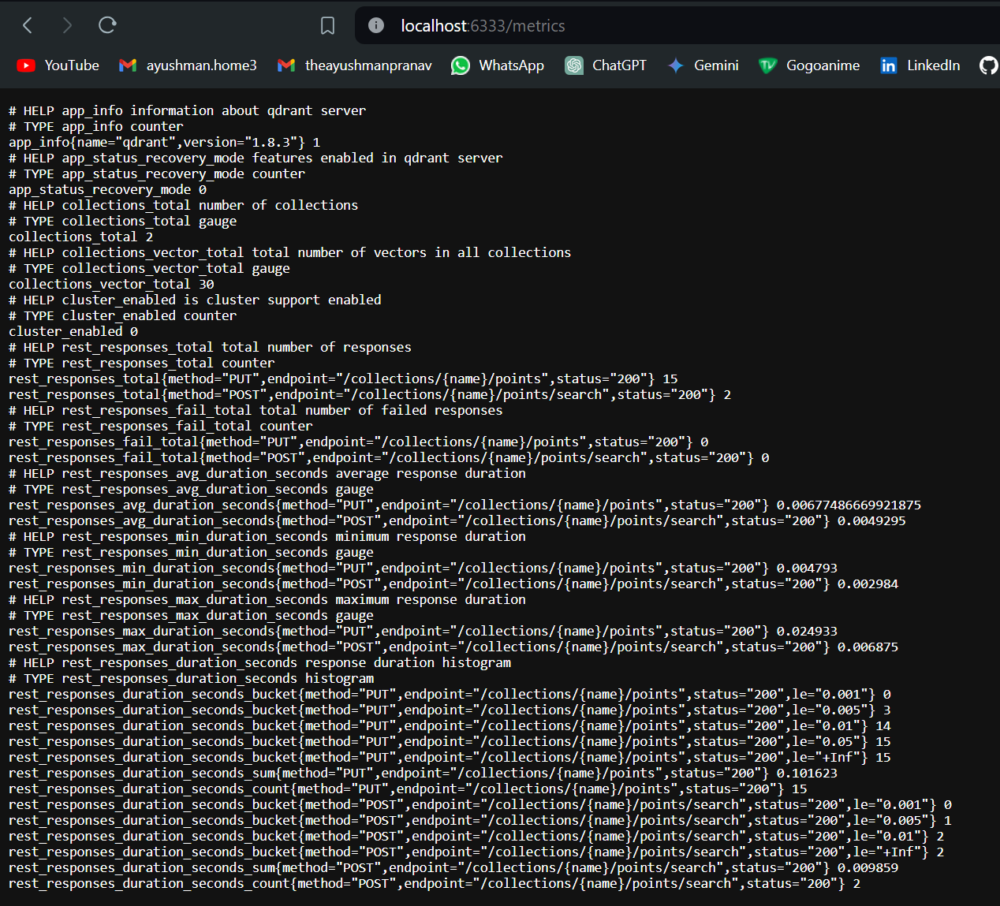 localhost:6333/metrics
YouTube ayushman.home3 theayushmanpranav WhatsApp ChatGPT Gemini Gogoanime LinkedIn
# HELP app_info information about qdrant server
# TYPE app_info counter
app_info{name="qdrant",version="1.8.3"} 1
# HELP app_status_recovery_mode features enabled in qdrant server
# TYPE app_status_recovery_mode counter
app_status_recovery_mode 0
# HELP collections_total number of collections
# TYPE collections_total gauge
collections_total 2
# HELP collections_vector_total total number of vectors in all collections
# TYPE collections_vector_total gauge
collections_vector_total 30
# HELP cluster_enabled is cluster support enabled
# TYPE cluster_enabled counter
cluster_enabled 0
# HELP rest_responses_total total number of responses
# TYPE rest_responses_total counter
rest_responses_total{method="PUT",endpoint="/collections/{name}/points",status="200"} 15
rest_responses_total{method="POST",endpoint="/collections/{name}/points/search",status="200"} 2
# HELP rest_responses_fail_total total number of failed responses
# TYPE rest_responses_fail_total counter
rest_responses_fail_total{method="PUT",endpoint="/collections/{name}/points",status="200"} 0
rest_responses_fail_total{method="POST",endpoint="/collections/{name}/points/search",status="200"} 0
# HELP rest_responses_avg_duration_seconds average response duration
# TYPE rest_responses_avg_duration_seconds gauge
rest_responses_avg_duration_seconds{method="PUT",endpoint="/collections/{name}/points",status="200"} 0.00677486669921875
rest_responses_avg_duration_seconds{method="POST",endpoint="/collections/{name}/points/search",status="200"} 0.0049295
# HELP rest_responses_min_duration_seconds minimum response duration
# TYPE rest_responses_min_duration_seconds gauge
rest_responses_min_duration_seconds{method="PUT",endpoint="/collections/{name}/points",status="200"} 0.004793
rest_responses_min_duration_seconds{method="POST",endpoint="/collections/{name}/points/search",status="200"} 0.002984
# HELP rest_responses_max_duration_seconds maximum response duration
# TYPE rest_responses_max_duration_seconds gauge
rest_responses_max_duration_seconds{method="PUT",endpoint="/collections/{name}/points",status="200"} 0.024933
rest_responses_max_duration_seconds{method="POST",endpoint="/collections/{name}/points/search",status="200"} 0.006875
# HELP rest_responses_duration_seconds response duration histogram
# TYPE rest_responses_duration_seconds histogram
rest_responses_duration_seconds_bucket{method="PUT",endpoint="/collections/{name}/points",status="200",le="0.001"} 0
rest_responses_duration_seconds_bucket{method="PUT",endpoint="/collections/{name}/points",status="200",le="0.005"} 3
rest_responses_duration_seconds_bucket{method="PUT",endpoint="/collections/{name}/points",status="200",le="0.01"} 14
rest_responses_duration_seconds_bucket{method="PUT",endpoint="/collections/{name}/points",status="200",le="0.05"} 15
rest_responses_duration_seconds_bucket{method="PUT",endpoint="/collections/{name}/points",status="200",le="+Inf"} 15
rest_responses_duration_seconds_sum{method="PUT",endpoint="/collections/{name}/points",status="200"} 0.101623
rest_responses_duration_seconds_count{method="PUT",endpoint="/collections/{name}/points",status="200"} 15
rest_responses_duration_seconds_bucket{method="POST",endpoint="/collections/{name}/points/search",status="200",le="0.001"} 0
rest_responses_duration_seconds_bucket{method="POST",endpoint="/collections/{name}/points/search",status="200",le="0.005"} 1
rest_responses_duration_seconds_bucket{method="POST",endpoint="/collections/{name}/points/search",status="200",le="0.01"} 2
rest_responses_duration_seconds_bucket{method="POST",endpoint="/collections/{name}/points/search",status="200",le="+Inf"} 2
rest_responses_duration_seconds_sum{method="POST",endpoint="/collections/{name}/points/search",status="200"} 0.009859
rest_responses_duration_seconds_count{method="POST",endpoint="/collections/{name}/points/search",status="200"} 2